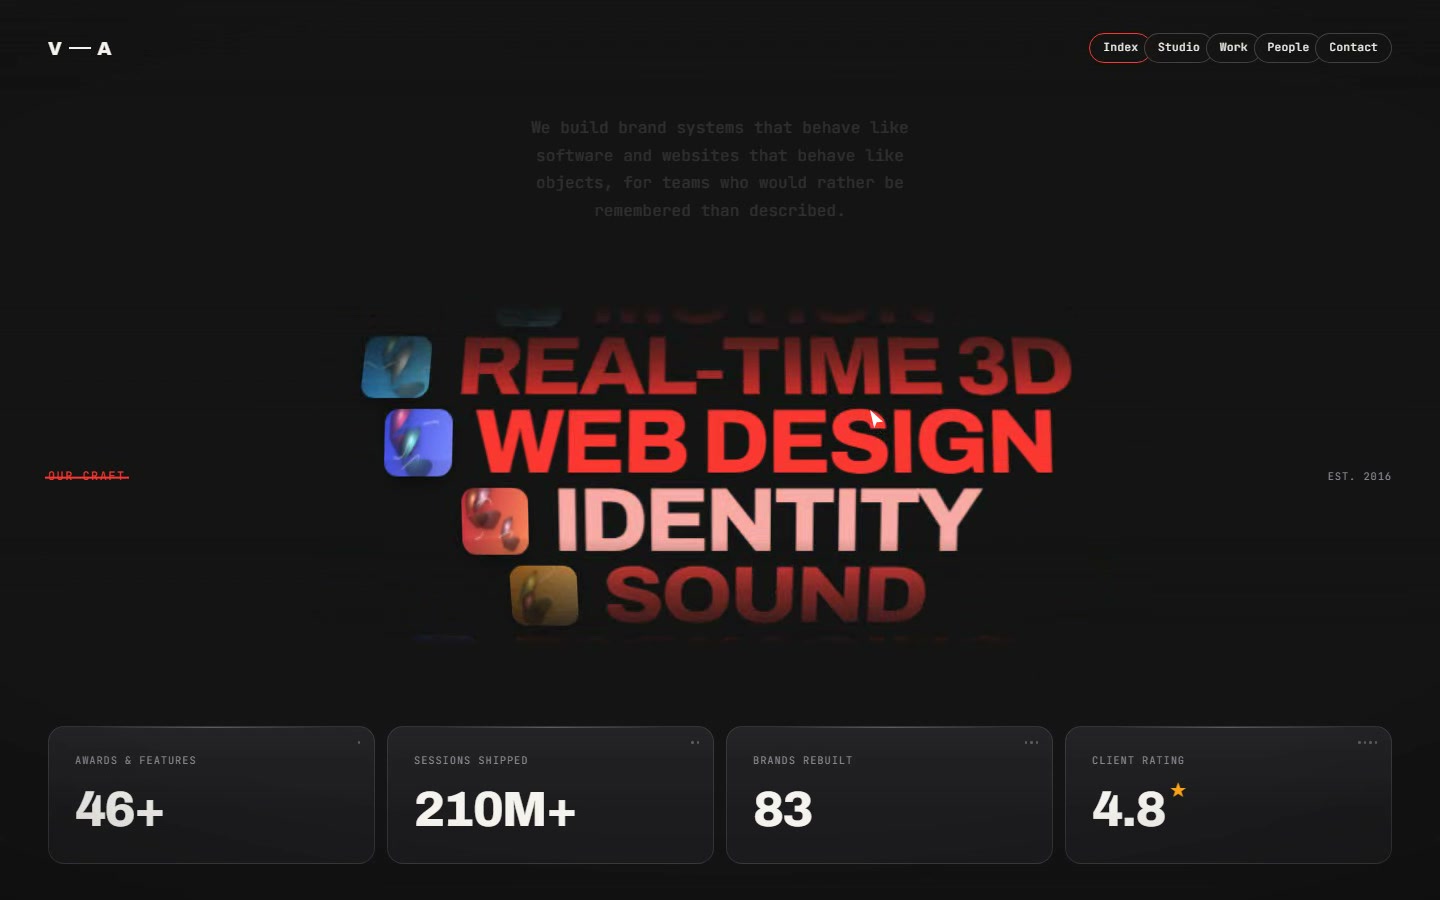 V — A
Index Studio Work People Contact
We build brand systems that behave like
software and websites that behave like
objects, for teams who would rather be
remembered than described.
REAL-TIME 3D
WEB DESIGN
OUR CRAFT
EST. 2016
IDENTITY
SOUND
AWARDS & FEATURES
46+
SESSIONS SHIPPED
210M+
BRANDS REBUILT
83
CLIENT RATING
4.8★